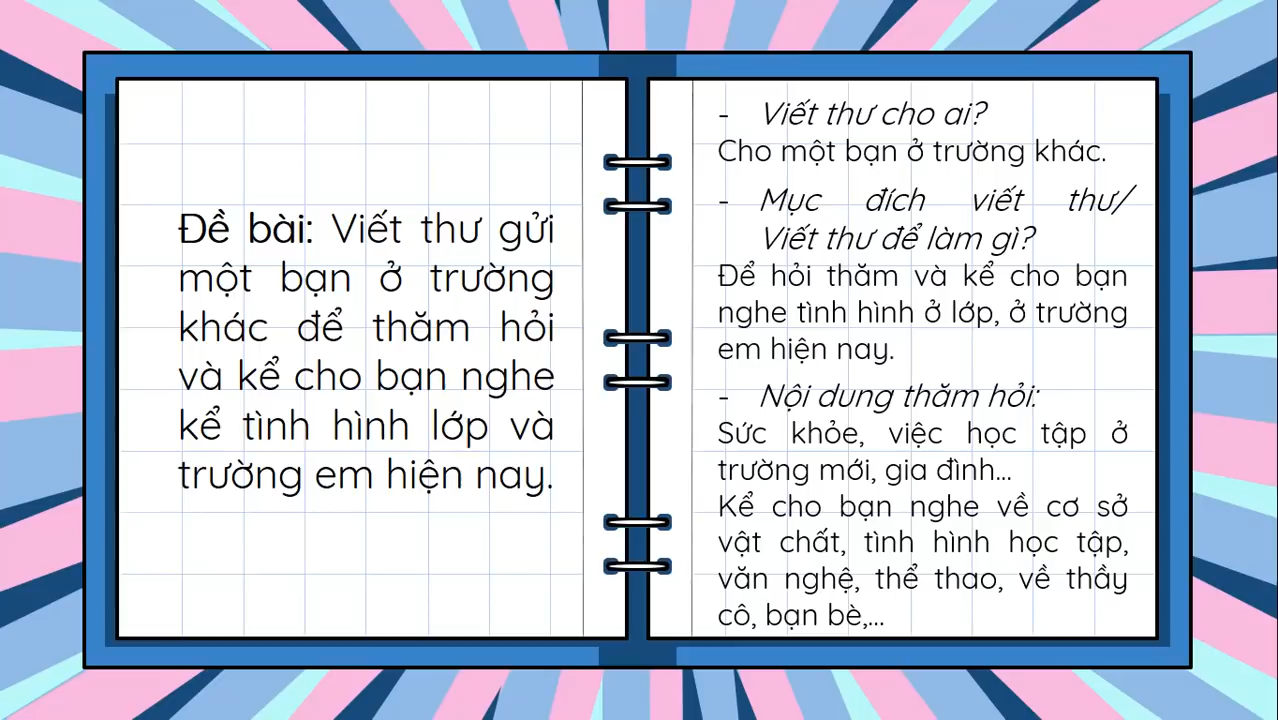 Đề bài: Viết thư gửi
một bạn ở trường
khác để thăm hỏi
và kể cho bạn nghe
kể tình hình lớp và
trường em hiện nay.
- Viết thư cho ai?
Cho một bạn ở trường khác.
- Mục đích viết thư/
Viết thư để làm gì?
Để hỏi thăm và kể cho bạn
nghe tình hình ở lớp, ở trường
em hiện nay.
- Nội dung thăm hỏi:
Sức khỏe, việc học tập ở
trường mới, gia đình...
Kể cho bạn nghe về cơ sở
vật chất, tình hình học tập,
văn nghệ, thể thao, về thầy
cô, bạn bè,...